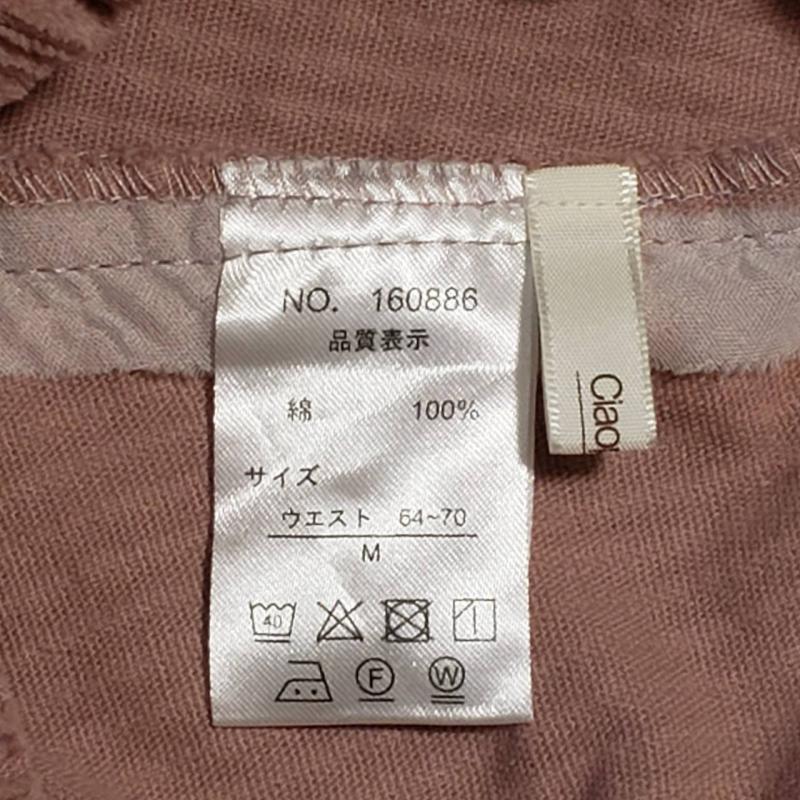 NO. 160886
品質表示
綿 100%
サイズ
ウエスト 64~70
M
40
F
W
Ciao